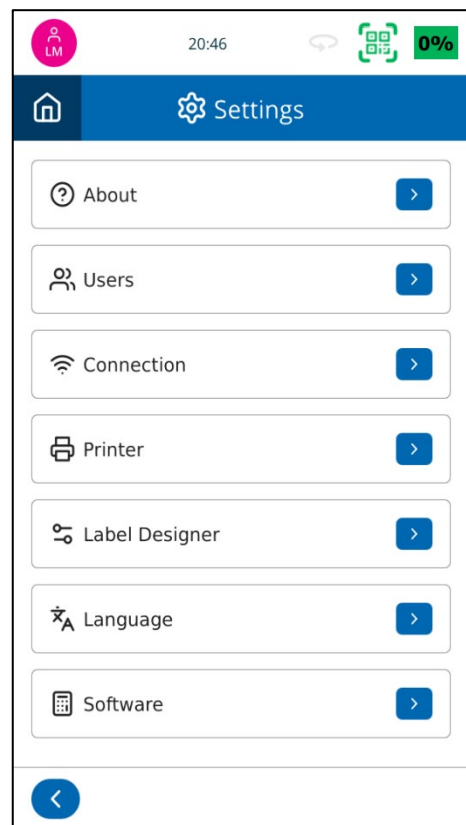 LM
20:46
0%
Settings
About
Users
Connection
Printer
Label Designer
Language
Software